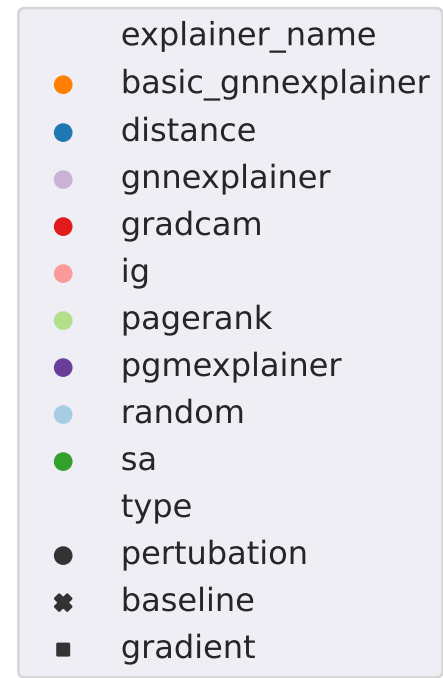 explainer_name
basic_gnnexplainer
distance
gnnexplainer
gradcam
ig
pagerank
pgmexplainer
random
sa
type
pertubation
baseline
gradient